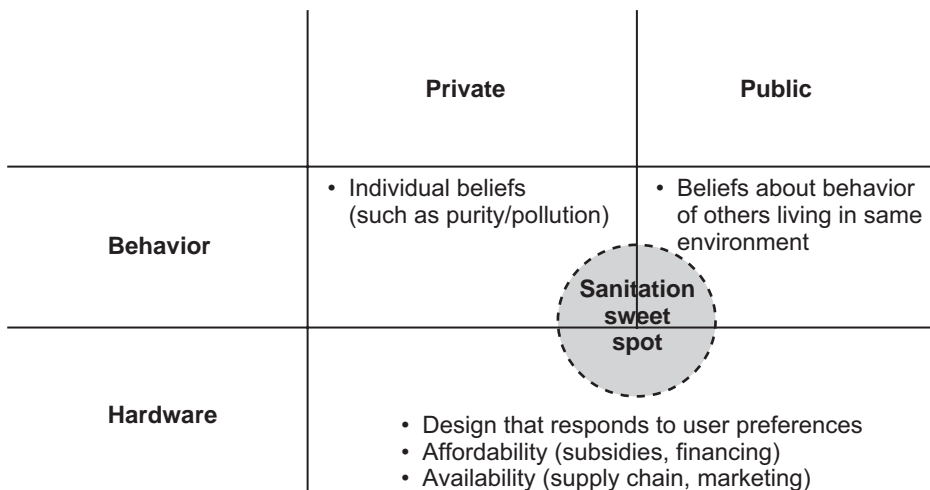 Private
Public
Behavior
• Individual beliefs
(such as purity/pollution)
• Beliefs about behavior
of others living in same
environment
Sanitation
sweet
spot
Hardware
• Design that responds to user preferences
• Affordability (subsidies, financing)
• Availability (supply chain, marketing)